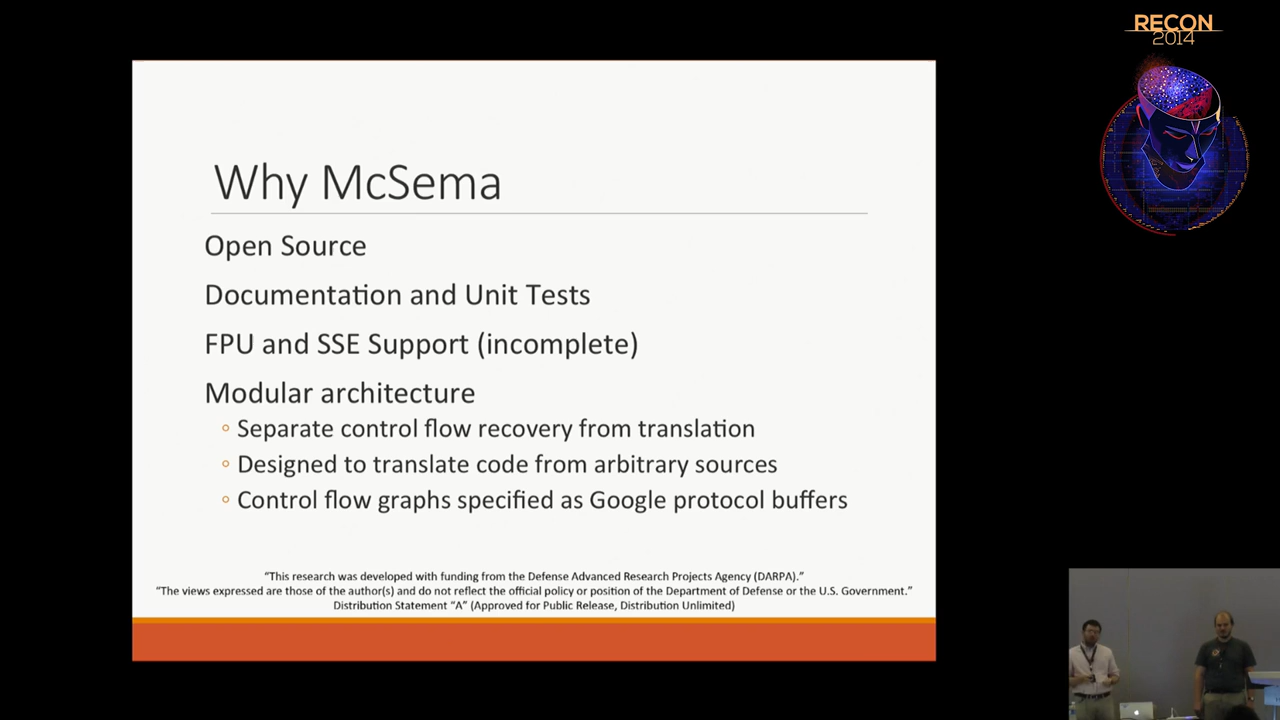 RECON
2014
Why McSema
Open Source
Documentation and Unit Tests
FPU and SSE Support (incomplete)
Modular architecture
◦ Separate control flow recovery from translation
◦ Designed to translate code from arbitrary sources
◦ Control flow graphs specified as Google protocol buffers
“This research was developed with funding from the Defense Advanced Research Projects Agency (DARPA).”
“The views expressed are those of the author(s) and do not reflect the official policy or position of the Department of Defense or the U.S. Government.”
Distribution Statement “A” (Approved for Public Release, Distribution Unlimited)